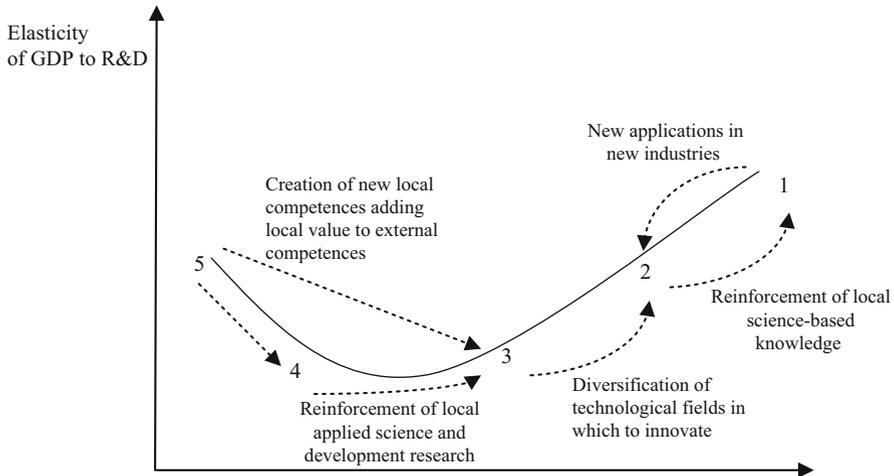 Elasticity
of GDP to R&D
New applications in
new industries
1
Creation of new local
competences adding
local value to external
competences
5
2
Reinforcement of local
science-based
knowledge
3
4
Diversification of
technological fields in
which to innovate
Reinforcement of local
applied science and
development research